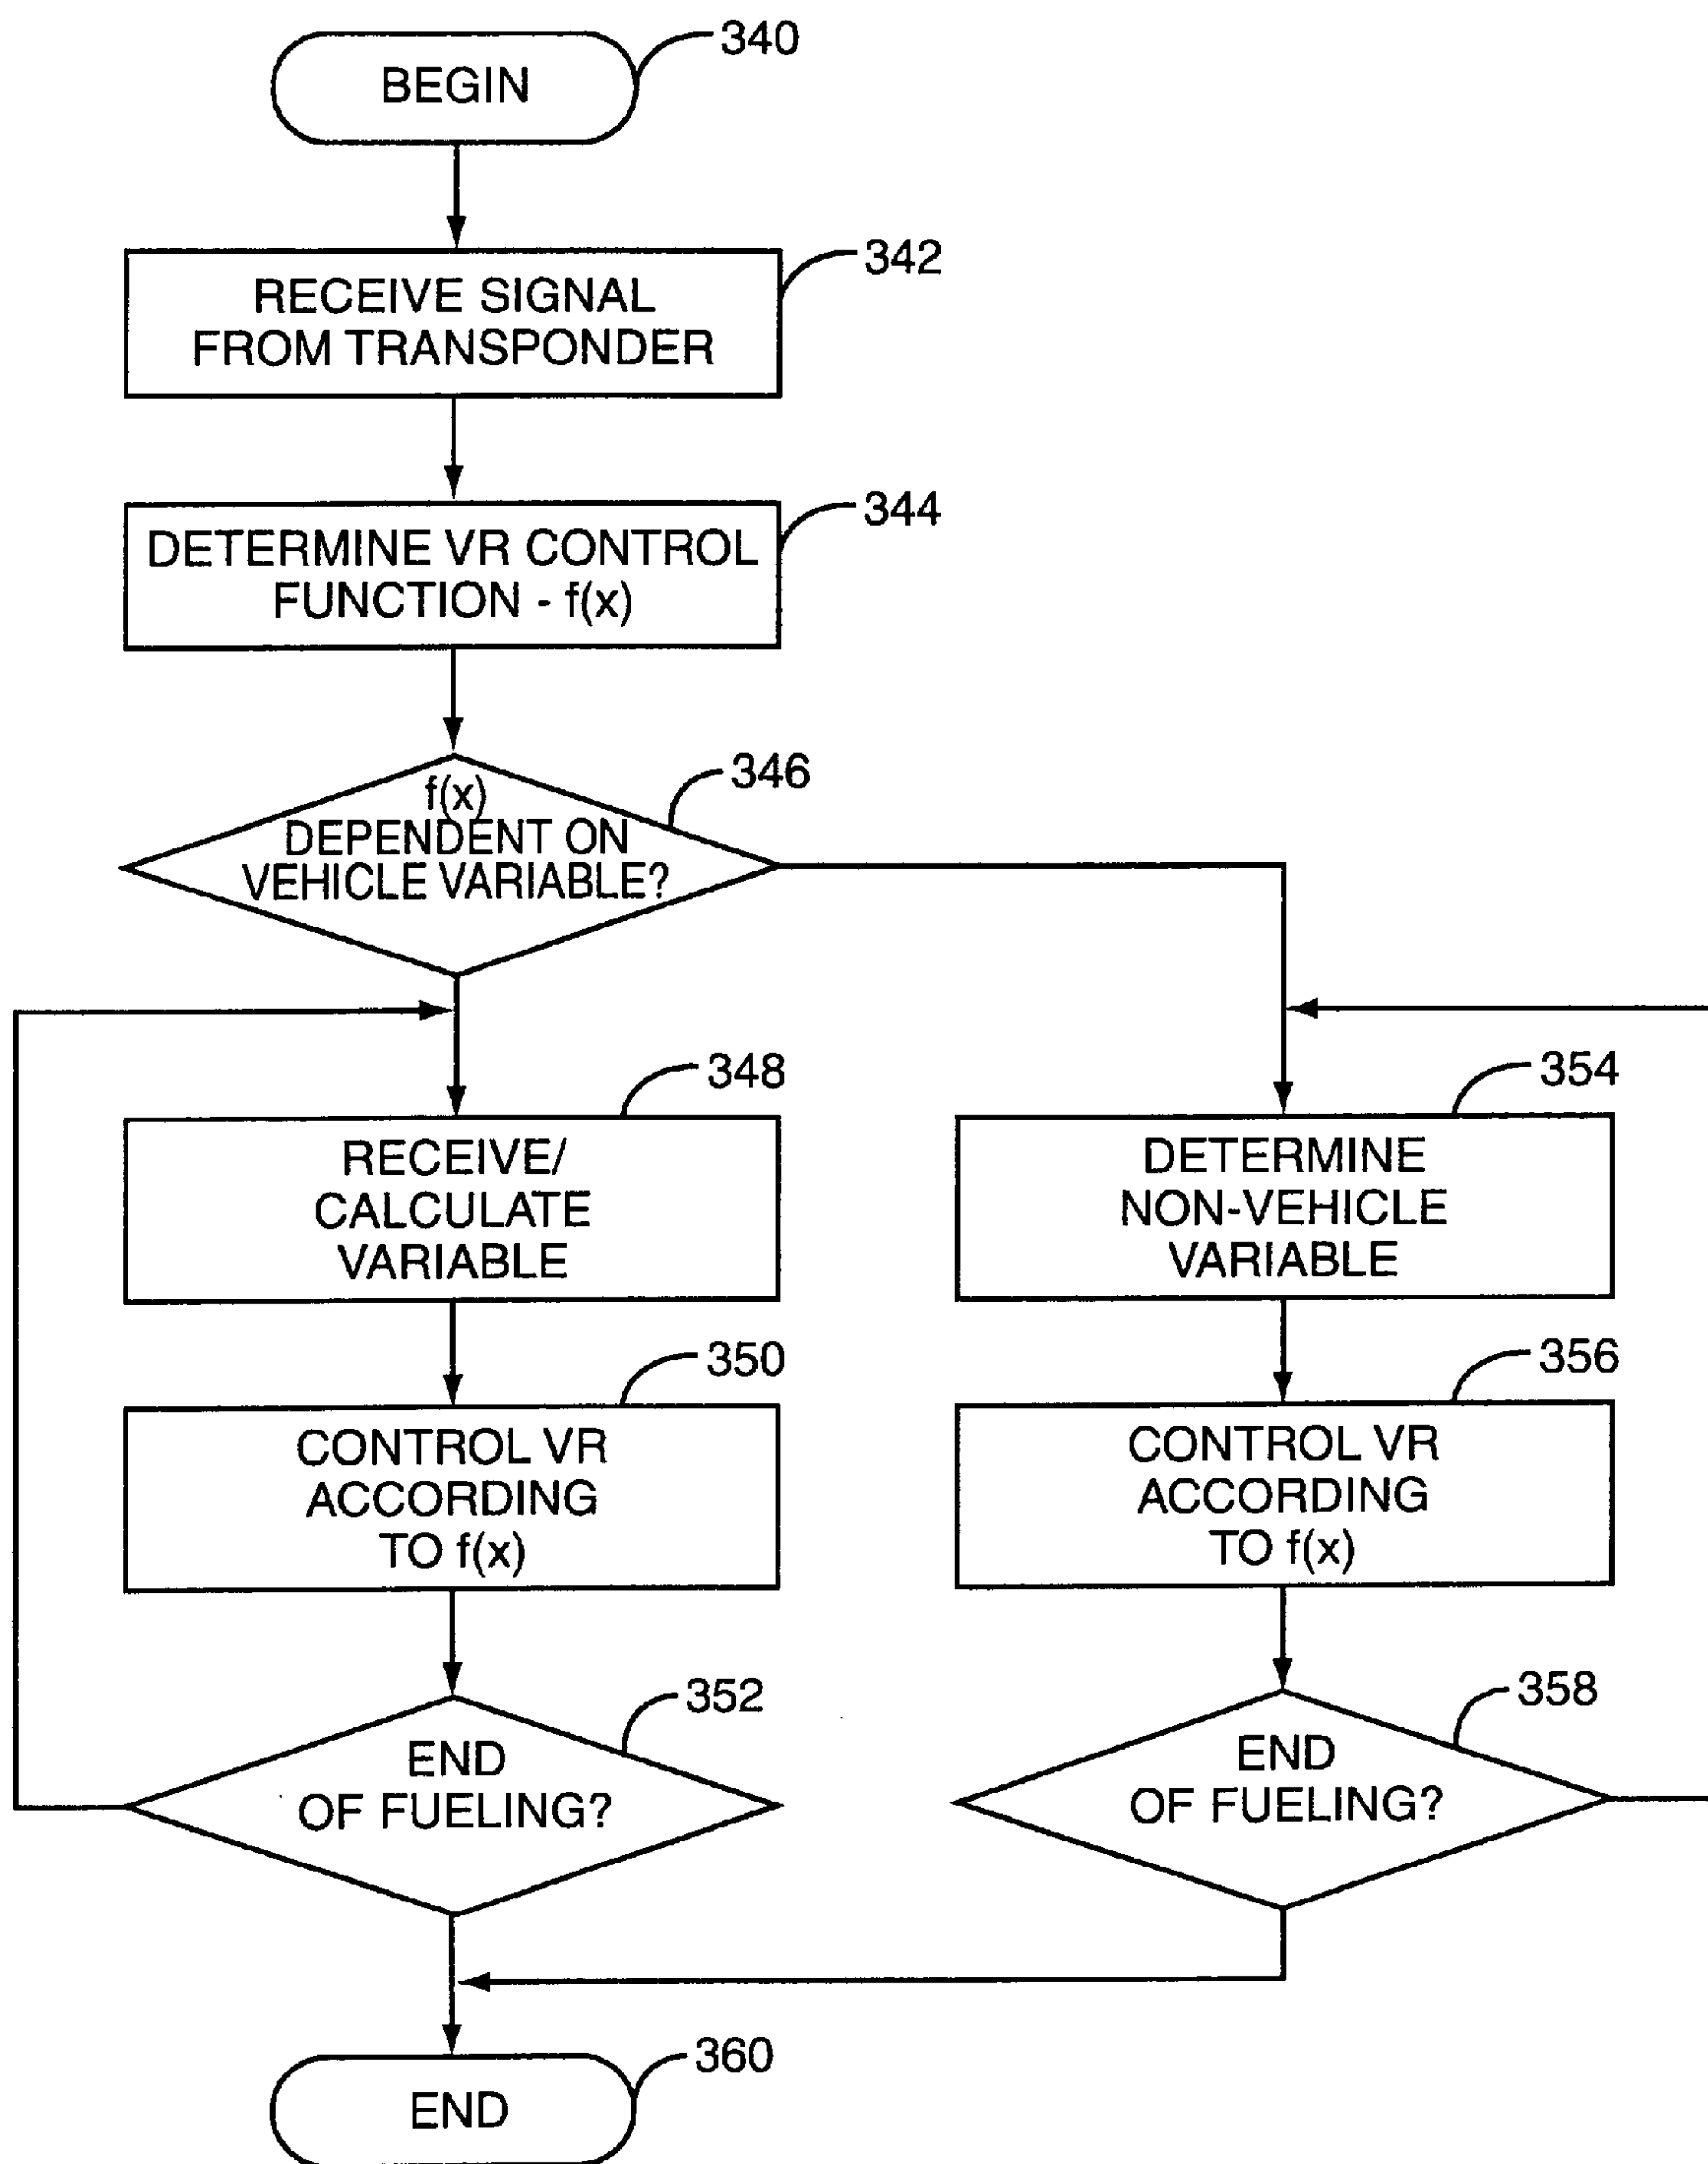 BEGIN
340
RECEIVE SIGNAL
FROM TRANSPONDER
342
DETERMINE VR CONTROL
FUNCTION - f(x)
344
f(x)
DEPENDENT ON
VEHICLE VARIABLE?
346
RECEIVE/
CALCULATE
VARIABLE
348
CONTROL VR
ACCORDING
TO f(x)
350
END
OF FUELING?
352
DETERMINE
NON-VEHICLE
VARIABLE
354
CONTROL VR
ACCORDING
TO f(x)
356
END
OF FUELING?
358
END
360